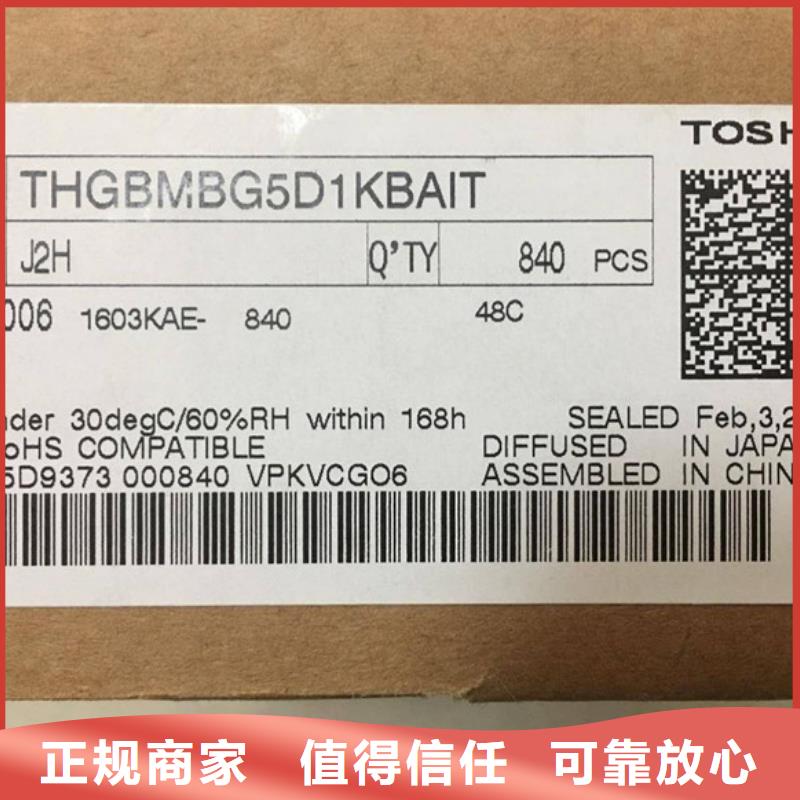 TOSH
THGBMBG5D1KBAIT
J2H Q'TY 840 PCS
006 1603KAE- 840 48C
nder 30degC/60%RH within 168h SEALED Feb,3,2
oHS COMPATIBLE DIFFUSED IN JAPA
5D9373 000840 VPKVCGO6 ASSEMBLED IN CHIN
正规商家 值得信任 可靠放心